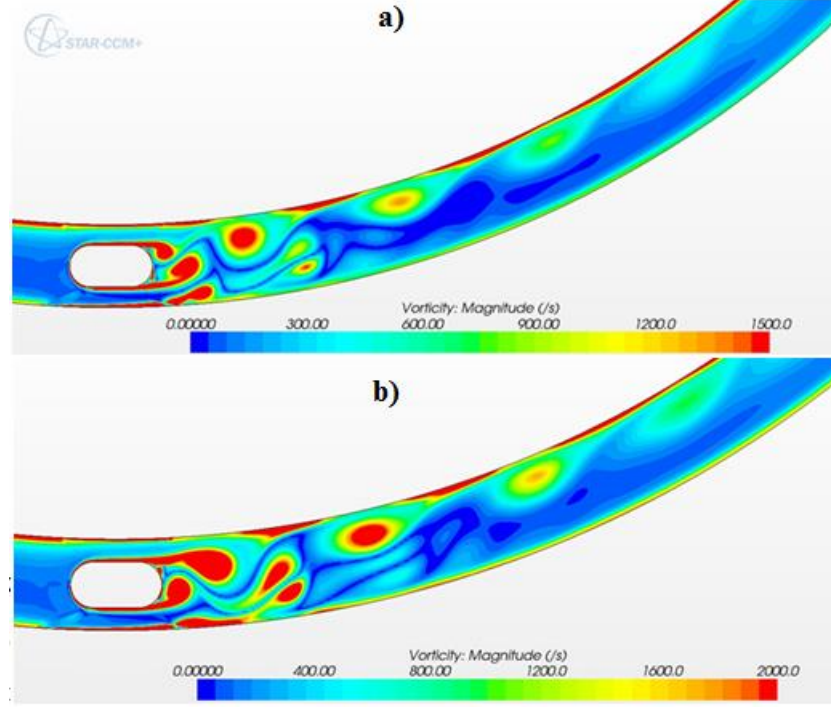 a)
STAR-CCM+
Vorticity: Magnitude (/s)
0.00000 300.00 600.00 900.00 1200.0 1500.0
b)
Vorticity: Magnitude (/s)
0.00000 400.00 800.00 1200.0 1600.0 2000.0